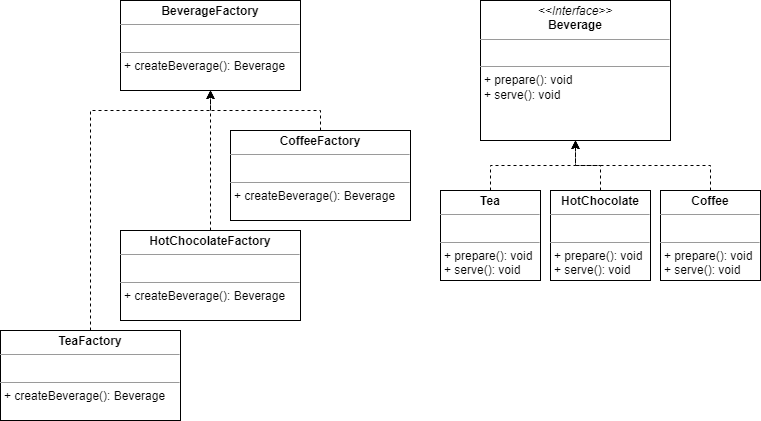 BeverageFactory
+ createBeverage(): Beverage
<<Interface>>
Beverage
+ prepare(): void
+ serve(): void
CoffeeFactory
+ createBeverage(): Beverage
HotChocolateFactory
+ createBeverage(): Beverage
TeaFactory
+ createBeverage(): Beverage
Tea
+ prepare(): void
+ serve(): void
HotChocolate
+ prepare(): void
+ serve(): void
Coffee
+ prepare(): void
+ serve(): void